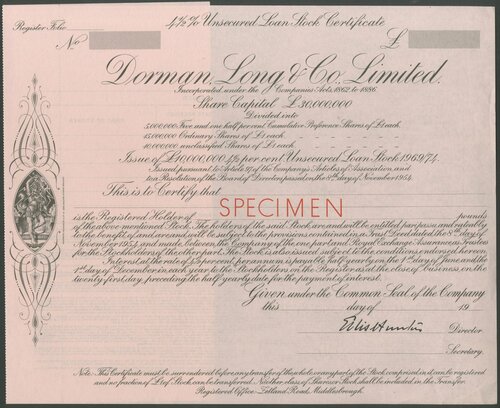 4½% Unsecured Loan Stock Certificate
Register Folio
No
£
Dorman, Long & Co. Limited.
Incorporated under the Companies Acts, 1862 to 1886.
Share Capital £30,000,000
Divided into
5,000,000 Five and one half per cent Cumulative Preference Shares of £1 each.
15,000,000 Ordinary Shares of £1 each.
10,000,000 unclassified Shares of £1 each.
Issue of £10,000,000 4½ per cent Unsecured Loan Stock 1969/74.
Issued pursuant to Article 97 of the Company's Articles of Association and
to a Resolution of the Board of Directors passed on the 8th day of November 1954.
This is to Certify that
SPECIMEN
is the Registered Holder of pounds
of the above mentioned Stock. The holders of the said Stock are and will be entitled pari passu and rateably to
the benefit of, and are and will be subject to the provisions contained in a Trust Deed dated the 9th day of
November 1954 and made between the Company of the one part and Royal Exchange Assurance as Trustees
for the Stockholders of the other part. The Stock is also issued subject to the conditions endorsed hereon.
Interest at the rate of 4½ per cent per annum is payable half yearly on the 1st day of June and the
1st day of December in each year to the Stockholders on the Register as at the close of business, on the
twenty first day, preceding the half yearly date for the payment of interest.
Given under the Common Seal of the Company
this day of 19
Director
Secretary.
Note: This Certificate must be surrendered before any transfer of the whole or any part of the Stock comprised in it can be registered
and no fraction of £1 of Stock can be transferred. No other class of Shares or Stock shall be included in the Transfer.
Registered Office: Zetland Road, Middlesbrough.